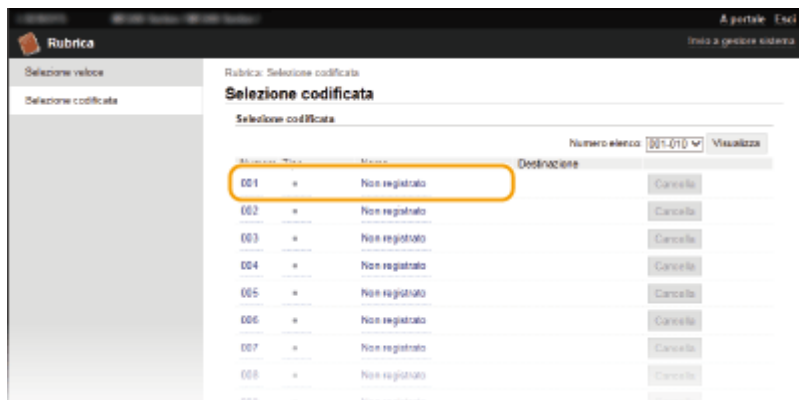 A portale Esci
Rubrica
Invio a gestore sistema
Selezione veloce
Selezione codificata
Rubrica: Selezione codificata
Selezione codificata
Selezione codificata
Numero elenco: 001-010 Visualizza
Destinazione
001 Non registrato Cancella
002 Non registrato Cancella
003 Non registrato Cancella
004 Non registrato Cancella
005 Non registrato Cancella
006 Non registrato Cancella
007 Non registrato Cancella
008 Non registrato Cancella